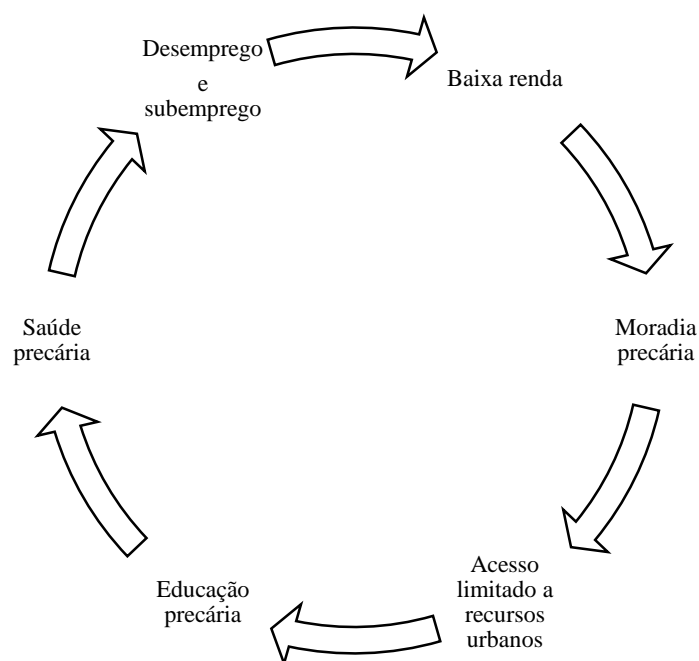 Desemprego
e
subemprego
Baixa renda
Moradia
precária
Acesso
limitado a
recursos
urbanos
Educação
precária
Saúde
precária